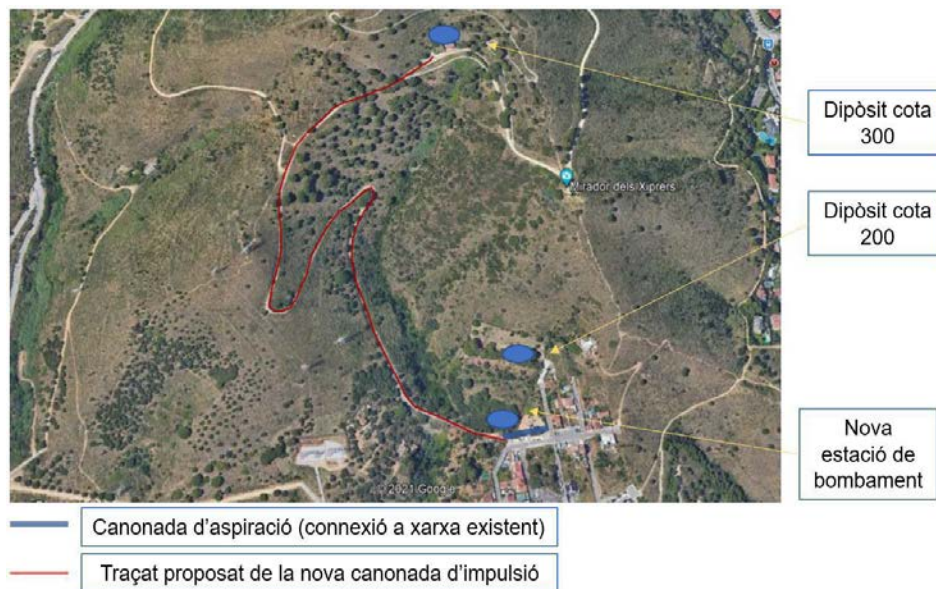 Dipòsit cota
300
Mirador dels Xiprers
Dipòsit cota
200
Nova
estació de
bombament
© 2021 Google
Canonada d’aspiració (connexió a xarxa existent)
Traçat proposat de la nova canonada d’impulsió